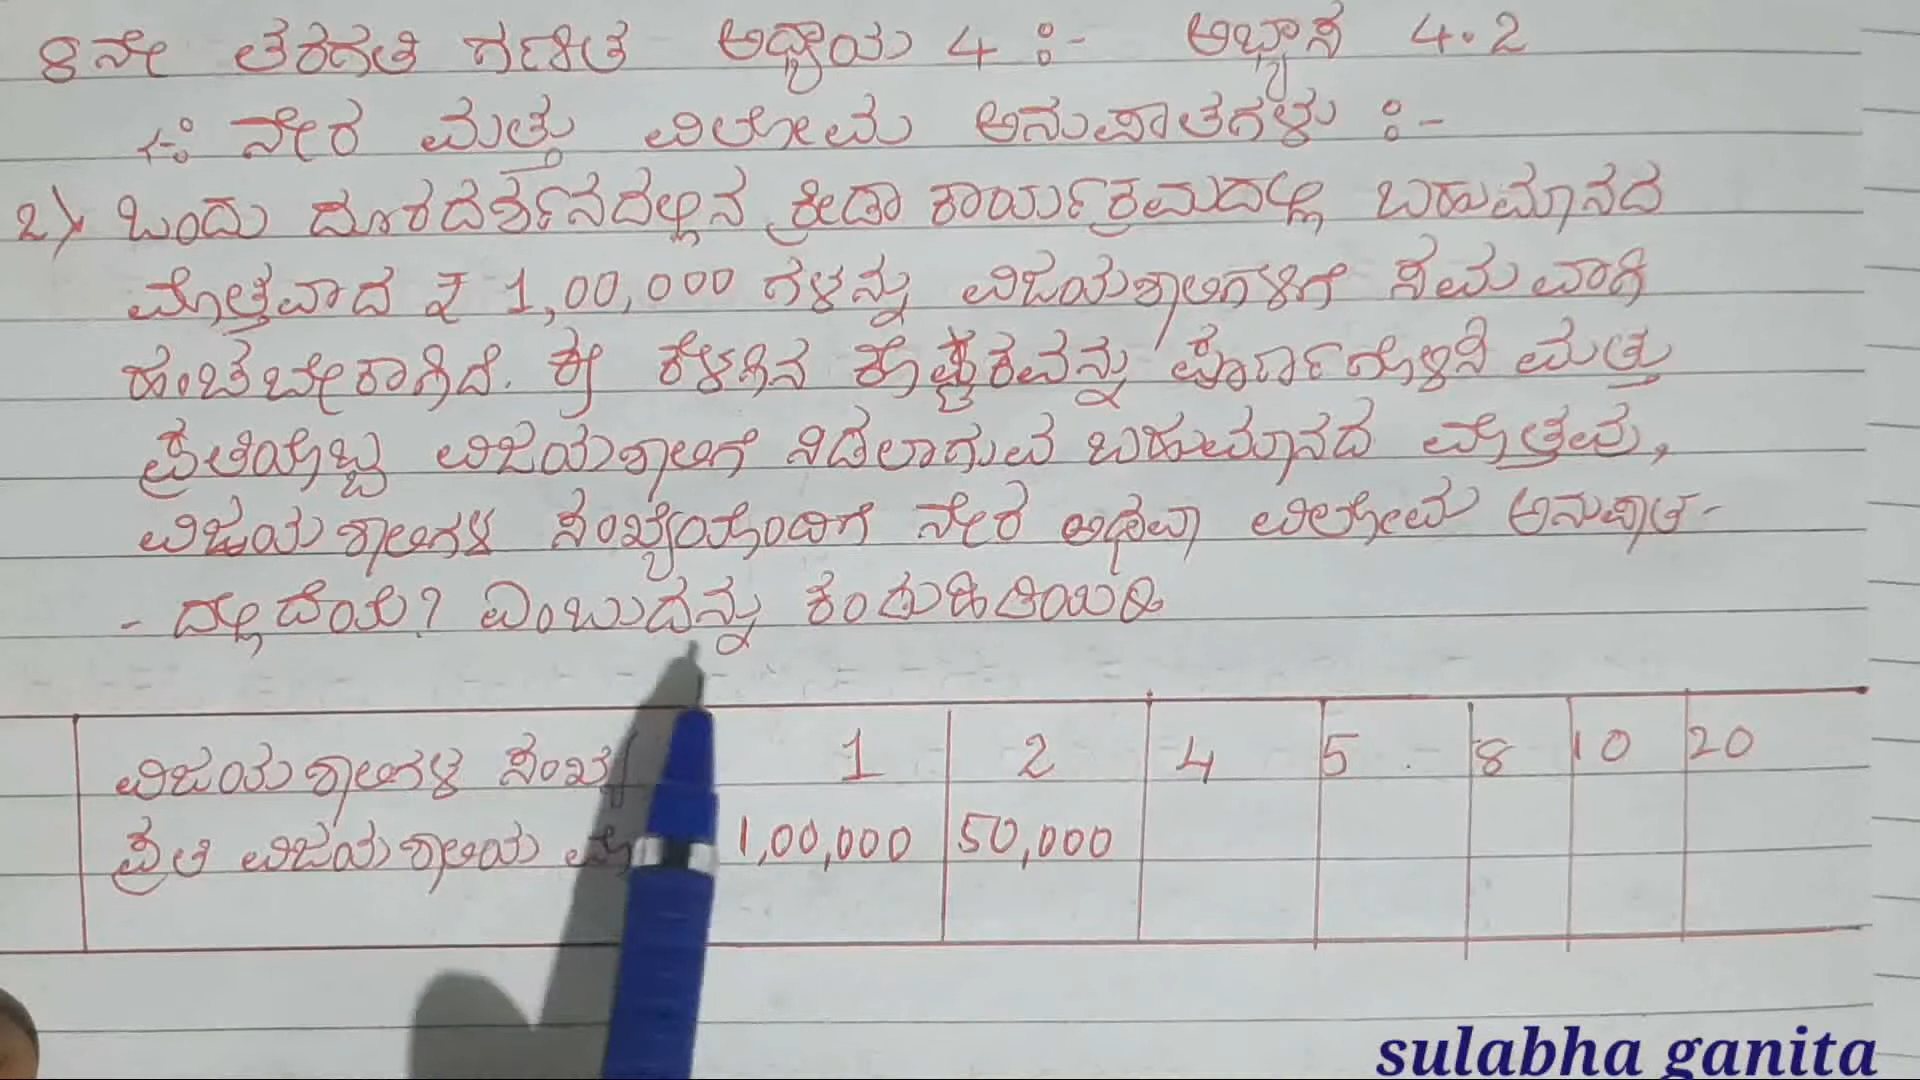 8ನೇ ತರಗತಿ ಗಣಿತ ಅಧ್ಯಾಯ 4 :- ಅಭ್ಯಾಸ 4.2
-: ನೇರ ಮತ್ತು ವಿಲೋಮ ಅನುಪಾತಗಳು :-
2) ಒಂದು ದೂರದರ್ಶನದಲ್ಲಿನ ಕ್ರೀಡಾ ಕಾರ್ಯಕ್ರಮದಲ್ಲಿ ಬಹುಮಾನದ
ಮೊತ್ತವಾದ ₹ 1,00,000 ಗಳನ್ನು ವಿಜಯಶಾಲಿಗಳಿಗೆ ಸಮವಾಗಿ
ಹಂಚಬೇಕಾಗಿದೆ. ಈ ಕೆಳಗಿನ ಕೋಷ್ಟಕವನ್ನು ಪೂರ್ಣಗೊಳಿಸಿ ಮತ್ತು
ಪ್ರತಿಯೊಬ್ಬ ವಿಜಯಶಾಲಿಗೆ ನೀಡಲಾಗುವ ಬಹುಮಾನದ ಮೊತ್ತವು,
ವಿಜಯಶಾಲಿಗಳ ಸಂಖ್ಯೆಯೊಂದಿಗೆ ನೇರ ಅಥವಾ ವಿಲೋಮ ಅನುಪಾತ-
- ದಲ್ಲಿದೆಯೆ? ಎಂಬುದನ್ನು ಕಂಡುಹಿಡಿಯಿರಿ
ವಿಜಯಶಾಲಿಗಳ ಸಂಖ್ಯೆ 1 2 4 5 8 10 20
ಪ್ರತಿ ವಿಜಯಶಾಲಿಯ 1,00,000 50,000
sulabha ganita